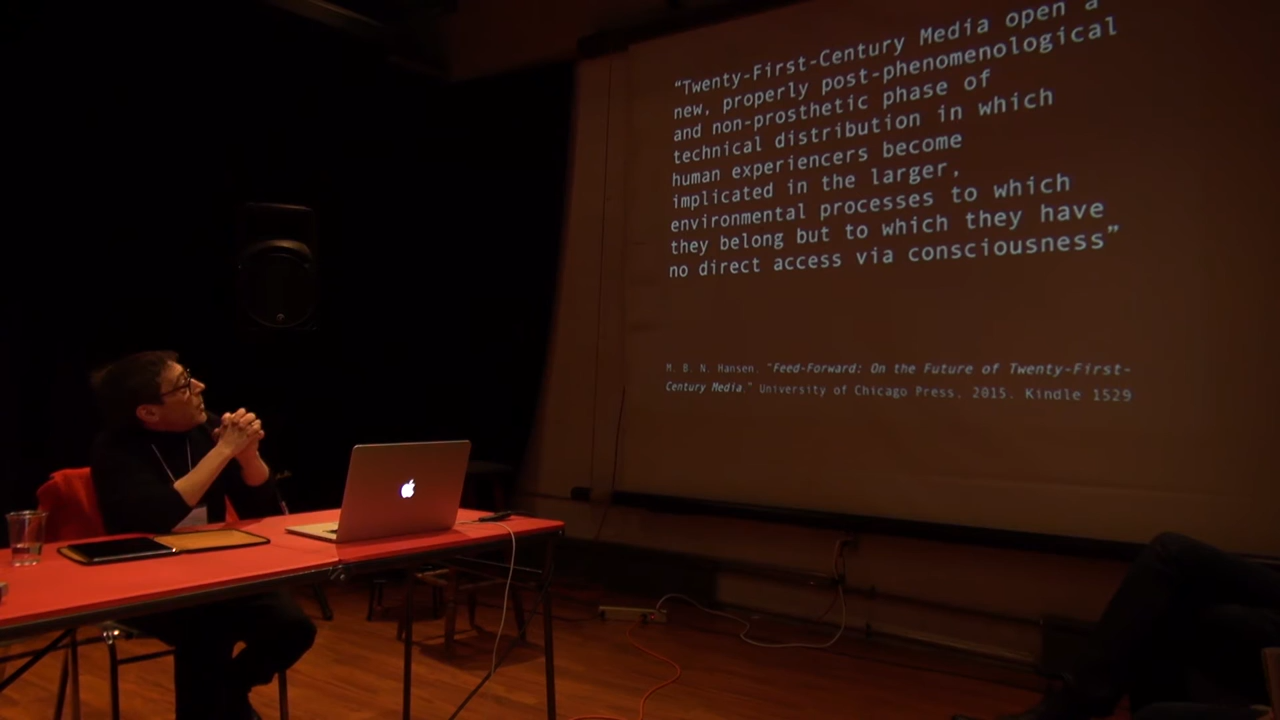 “Twenty-First-Century Media open a
new, properly post-phenomenological
and non-prosthetic phase of
technical distribution in which
human experiencers become
implicated in the larger,
environmental processes to which
they belong but to which they have
no direct access via consciousness”
M. B. N. Hansen. "Feed-Forward: On the Future of Twenty-First-
Century Media." University of Chicago Press. 2015. Kindle 1529